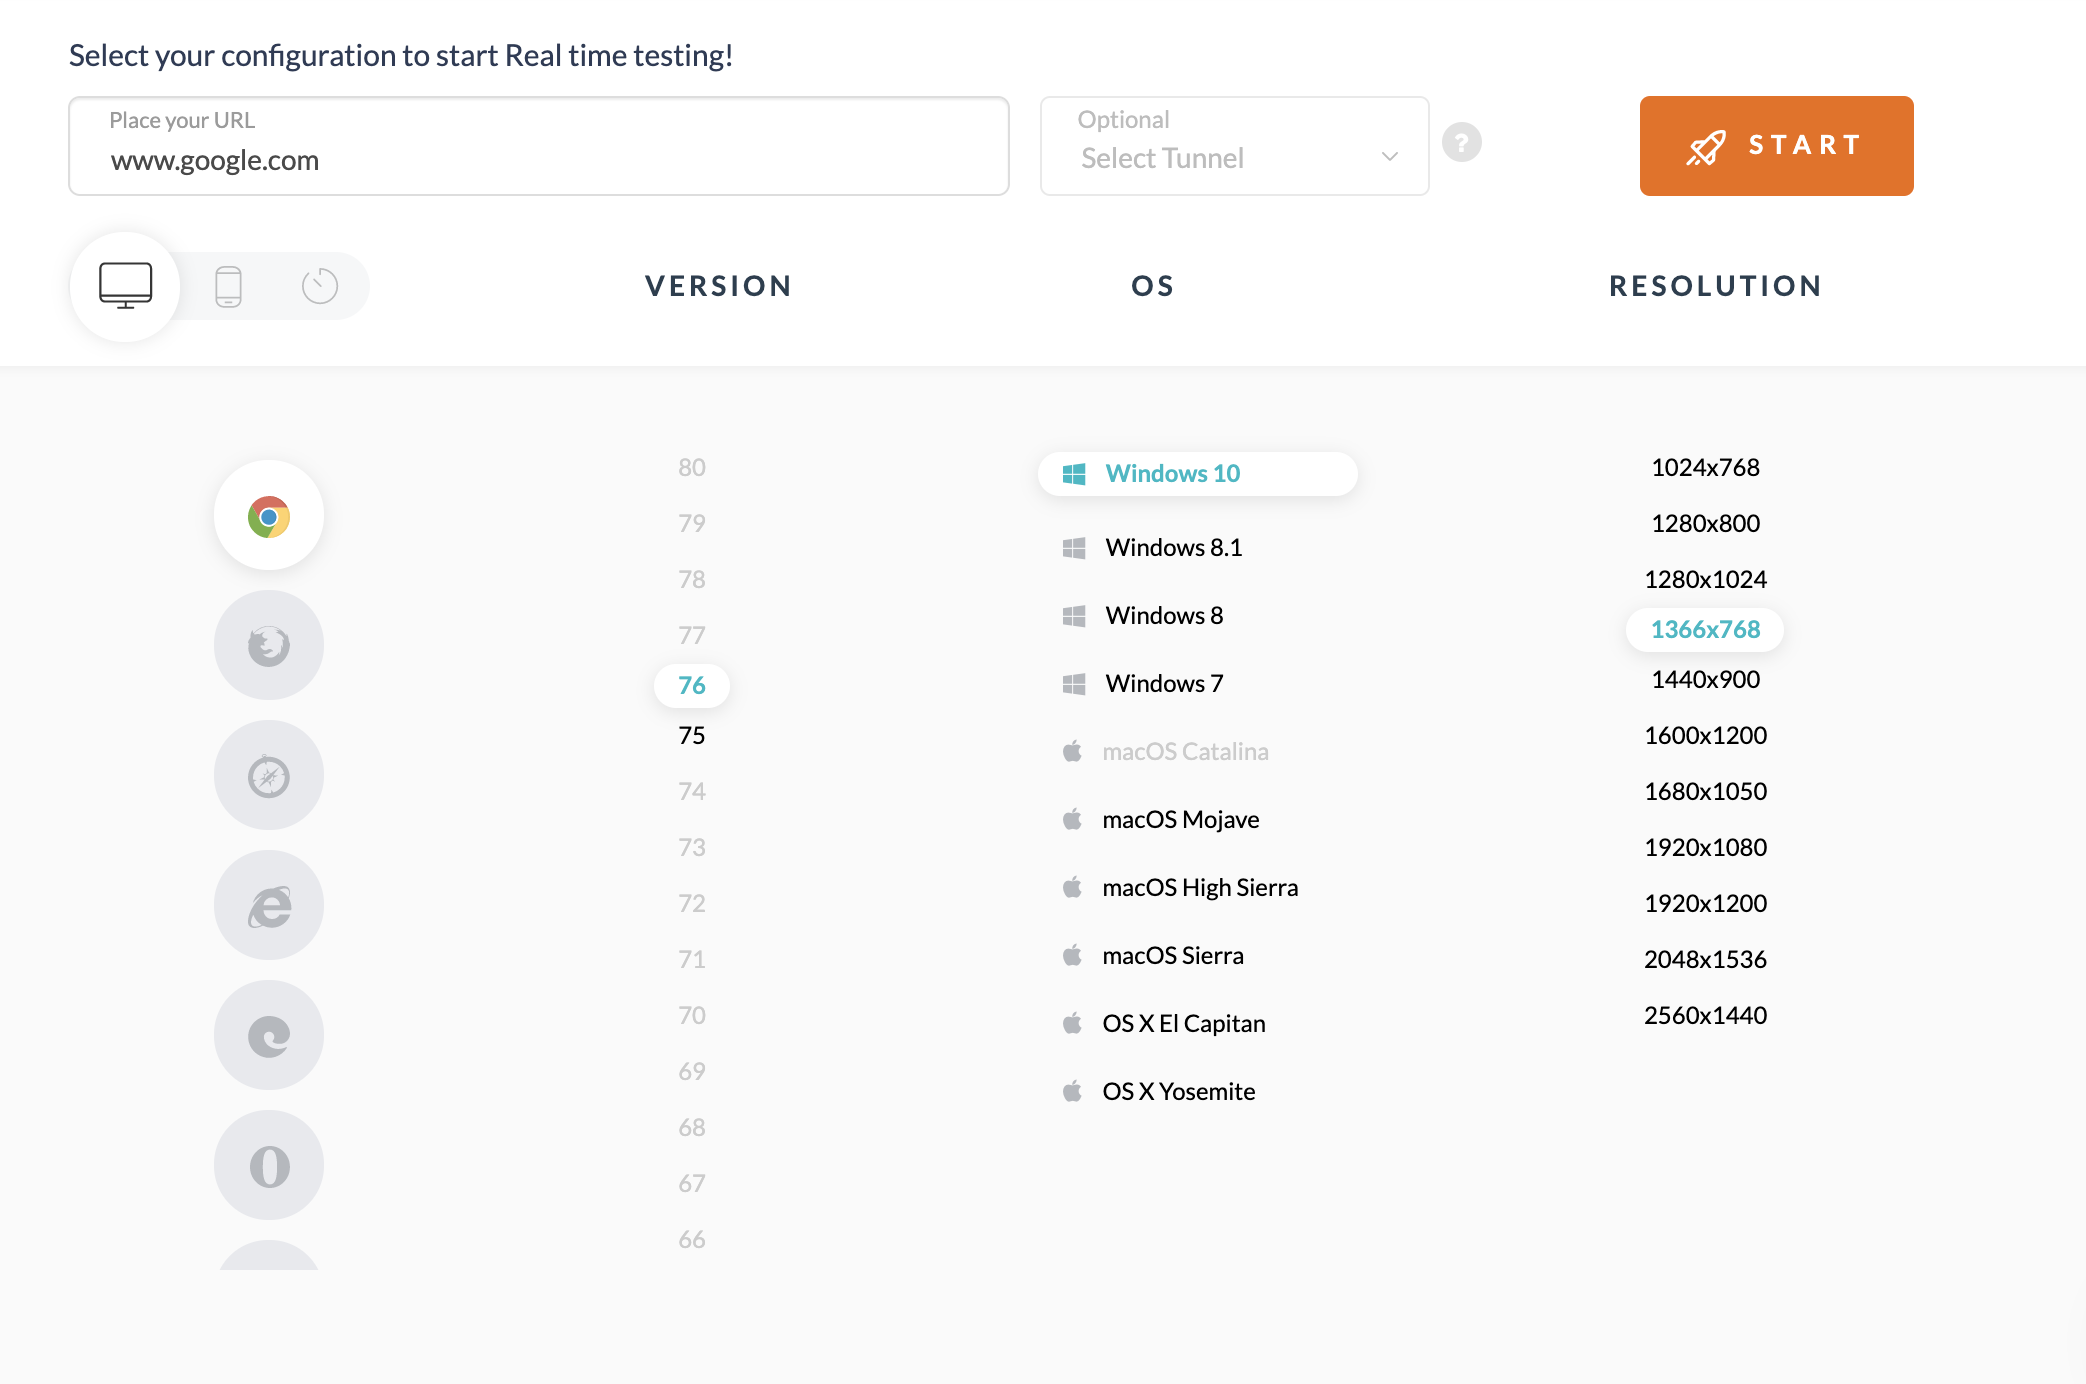 Select your configuration to start Real time testing!
Place your URL
www.google.com
Optional
Select Tunnel
?
START
VERSION
OS
RESOLUTION
80
79
78
77
76
75
74
73
72
71
70
69
68
67
66
Windows 10
Windows 8.1
Windows 8
Windows 7
macOS Catalina
macOS Mojave
macOS High Sierra
macOS Sierra
OS X El Capitan
OS X Yosemite
1024x768
1280x800
1280x1024
1366x768
1440x900
1600x1200
1680x1050
1920x1080
1920x1200
2048x1536
2560x1440